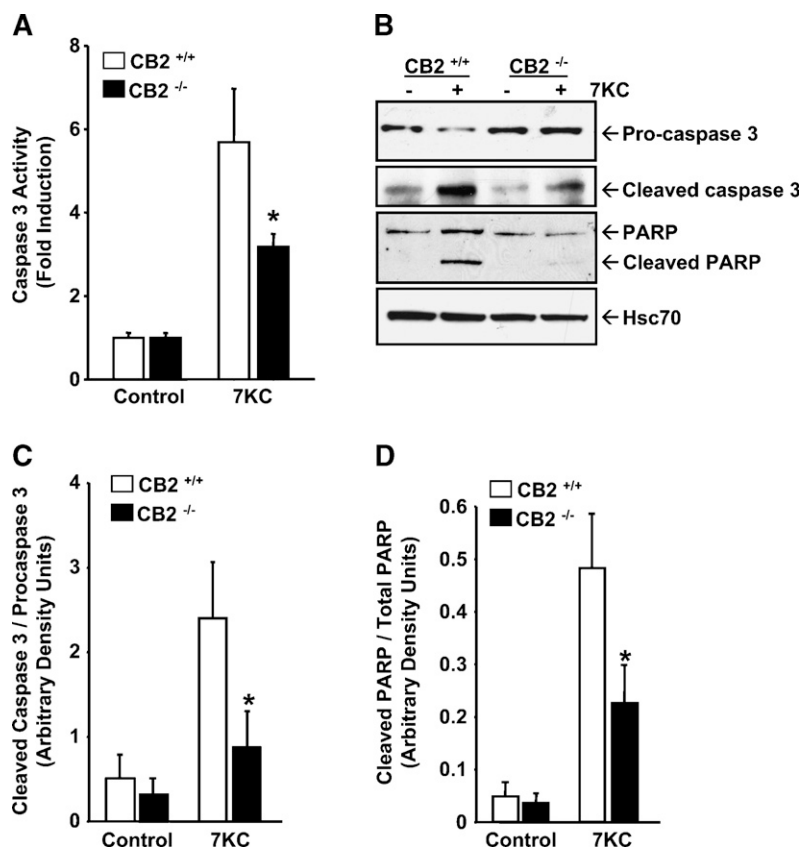 A
Caspase 3 Activity
(Fold Induction)
8
6
4
2
0
CB2 +/+
CB2 -/-
*
Control 7KC
B
CB2 +/+ CB2 -/-
- + - + 7KC
←Pro-caspase 3
←Cleaved caspase 3
←PARP
←Cleaved PARP
←Hsc70
C
Cleaved Caspase 3 / Procaspase 3
(Arbitrary Density Units)
4
3
2
1
0
CB2 +/+
CB2 -/-
*
Control 7KC
D
Cleaved PARP / Total PARP
(Arbitrary Density Units)
0.6
0.5
0.4
0.3
0.2
0.1
0
CB2 +/+
CB2 -/-
*
Control 7KC